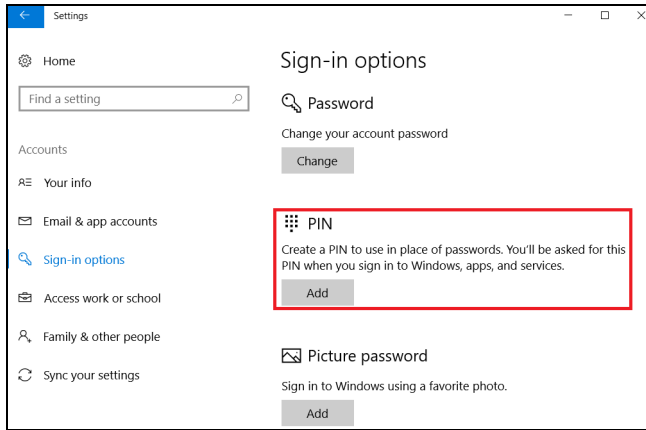 Settings
Home
Find a setting
Accounts
Your info
Email & app accounts
Sign-in options
Access work or school
Family & other people
Sync your settings
Sign-in options
Password
Change your account password
Change
PIN
Create a PIN to use in place of passwords. You'll be asked for this
PIN when you sign in to Windows, apps, and services.
Add
Picture password
Sign in to Windows using a favorite photo.
Add